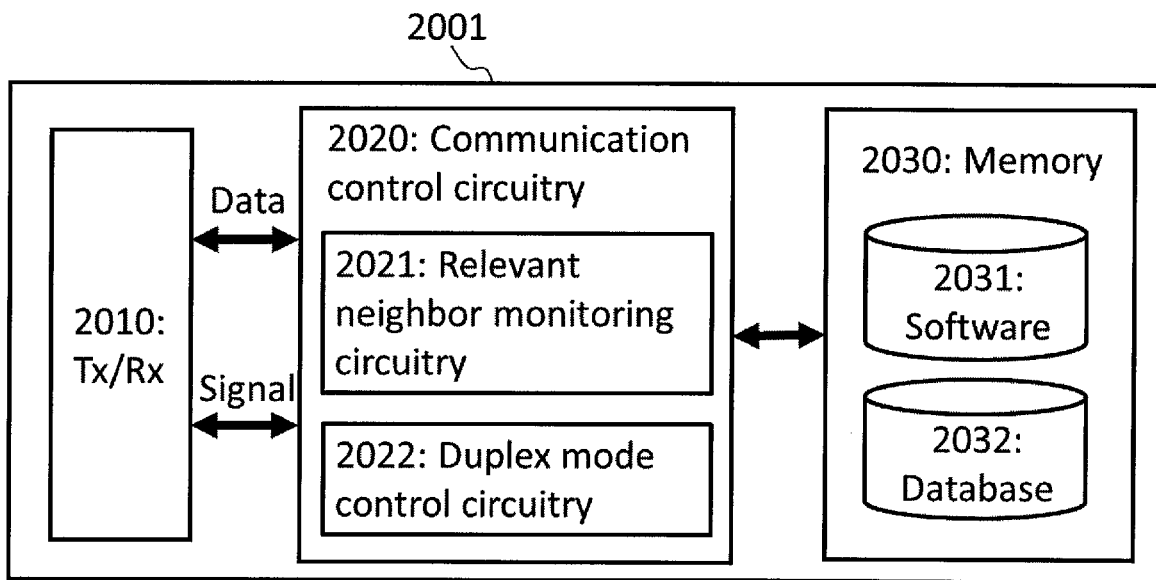 2001
2010:
Tx/Rx
Data
Signal
2020: Communication
control circuitry
2021: Relevant
neighbor monitoring
circuitry
2022: Duplex mode
control circuitry
2030: Memory
2031:
Software
2032:
Database